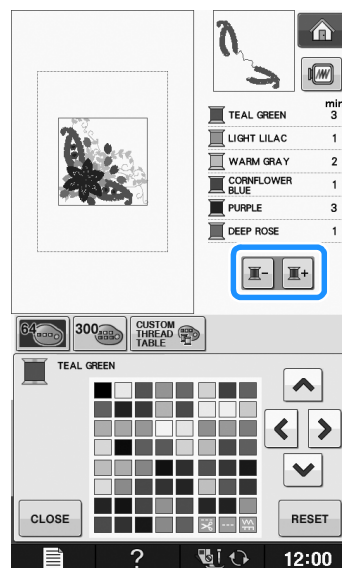 min
TEAL GREEN 3
LIGHT LILAC 1
WARM GRAY 2
CORNFLOWER
BLUE 1
PURPLE 3
DEEP ROSE 1
- +
64 300 CUSTOM
THREAD
TABLE
TEAL GREEN
CLOSE RESET
? 12:00